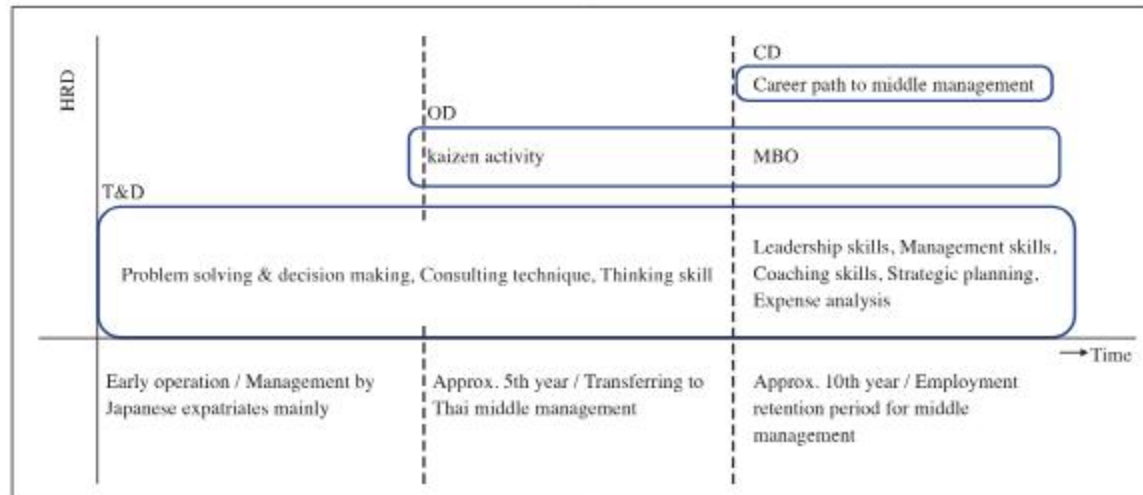 HRD
CD
Career path to middle management
OD
kaizen activity
MBO
T&D
Problem solving & decision making, Consulting technique, Thinking skill
Leadership skills, Management skills,
Coaching skills, Strategic planning,
Expense analysis
Time
Early operation / Management by
Japanese expatriates mainly
Approx. 5th year / Transferring to
Thai middle management
Approx. 10th year / Employment
retention period for middle
management